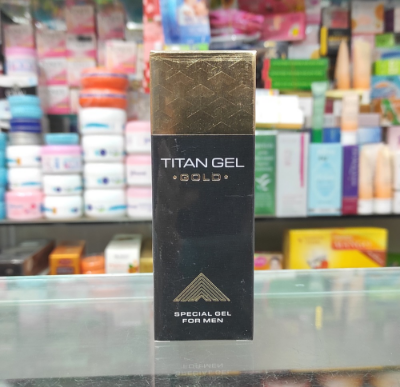 TITAN GEL
GOLD
SPECIAL GEL
FOR MEN